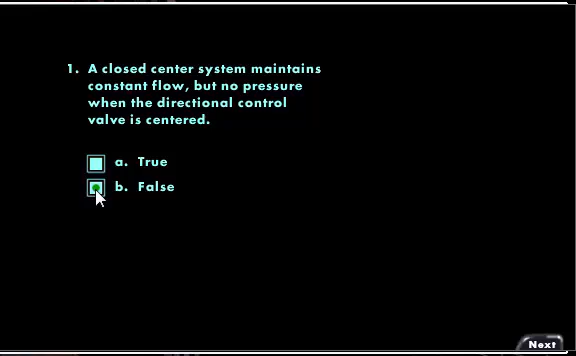 1. A closed center system maintains
constant flow, but no pressure
when the directional control
valve is centered.
a. True
b. False
Next